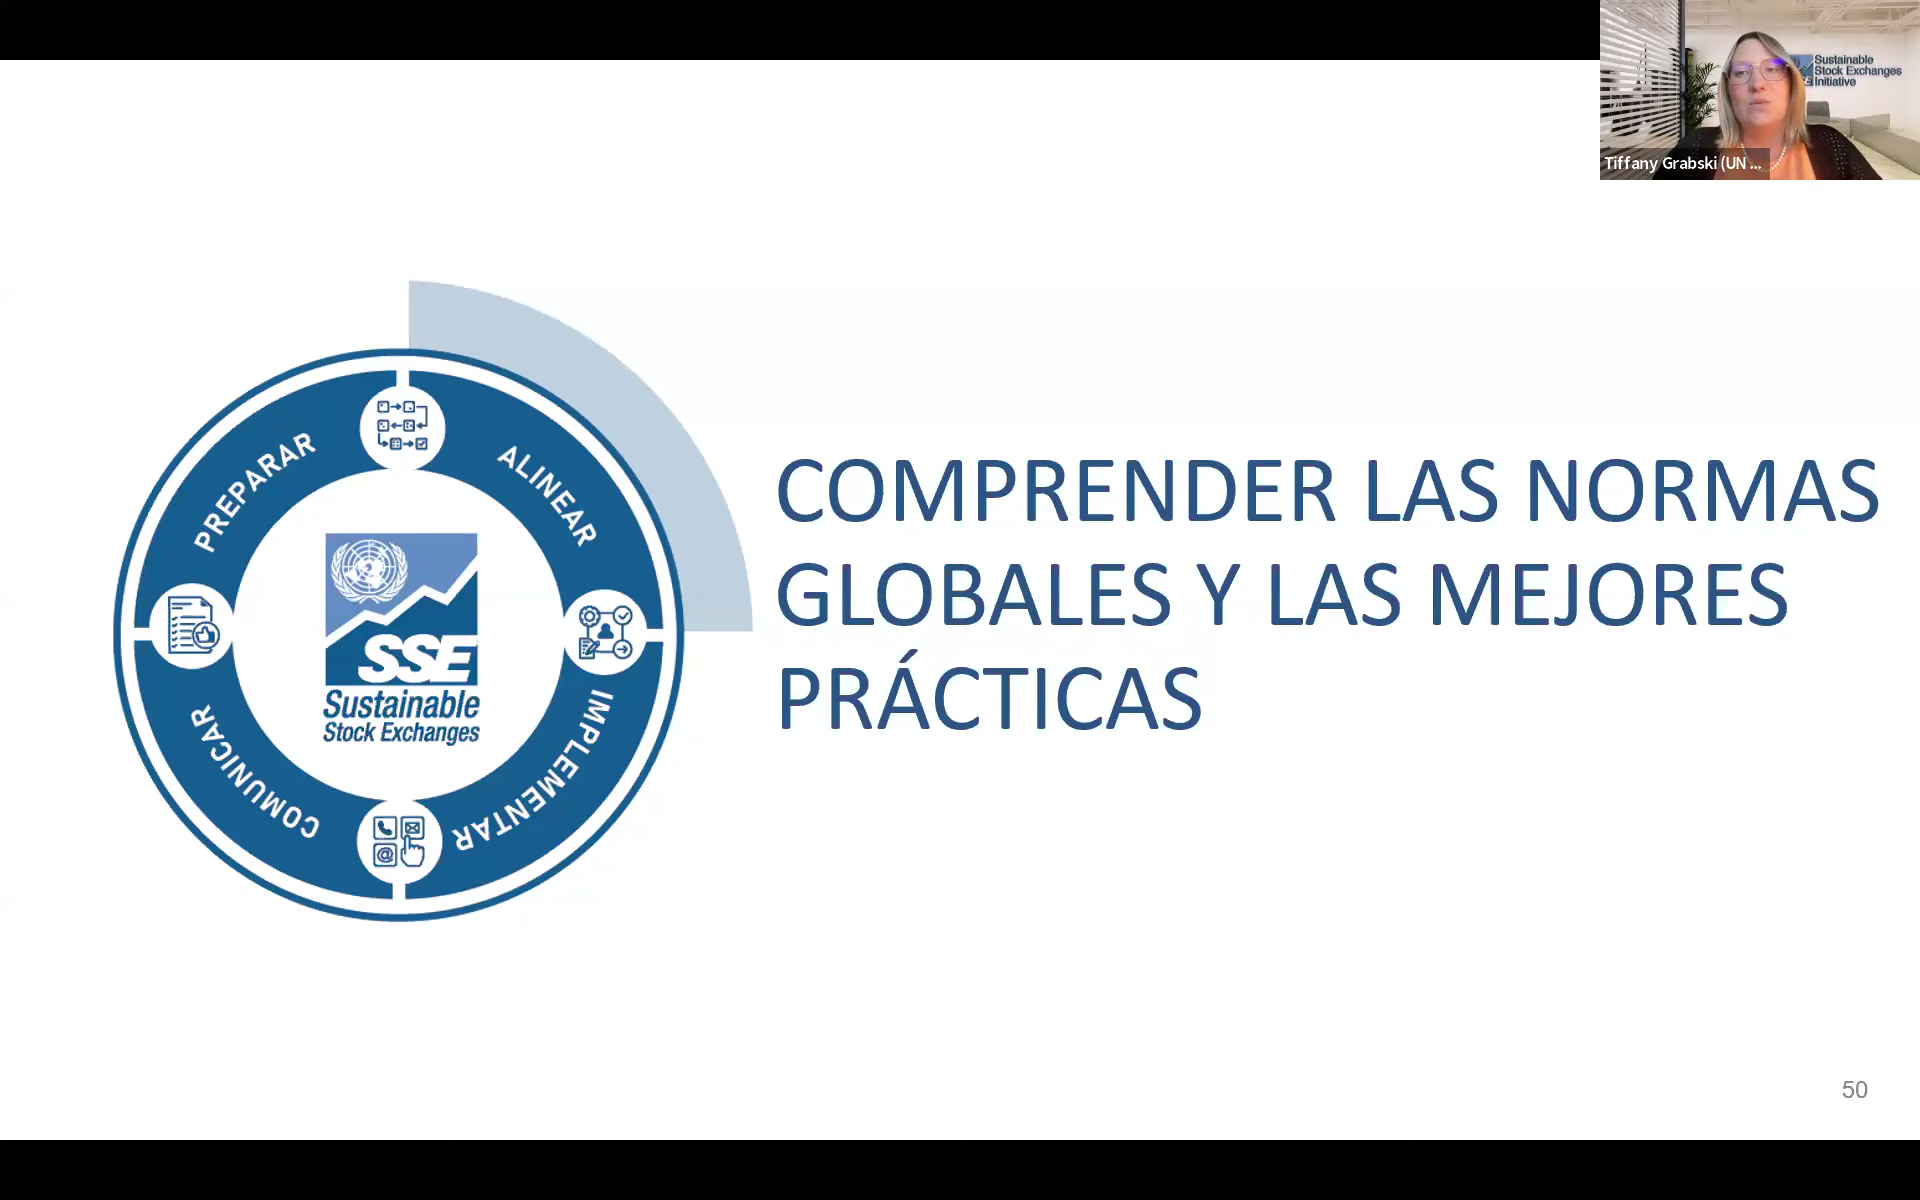 Sustainable
Stock Exchanges
Initiative
Tiffany Grabski (UN ...
PREPARAR
ALINEAR
IMPLEMENTAR
COMUNICAR
SSE
Sustainable
Stock Exchanges
COMPRENDER LAS NORMAS
GLOBALES Y LAS MEJORES
PRÁCTICAS
50